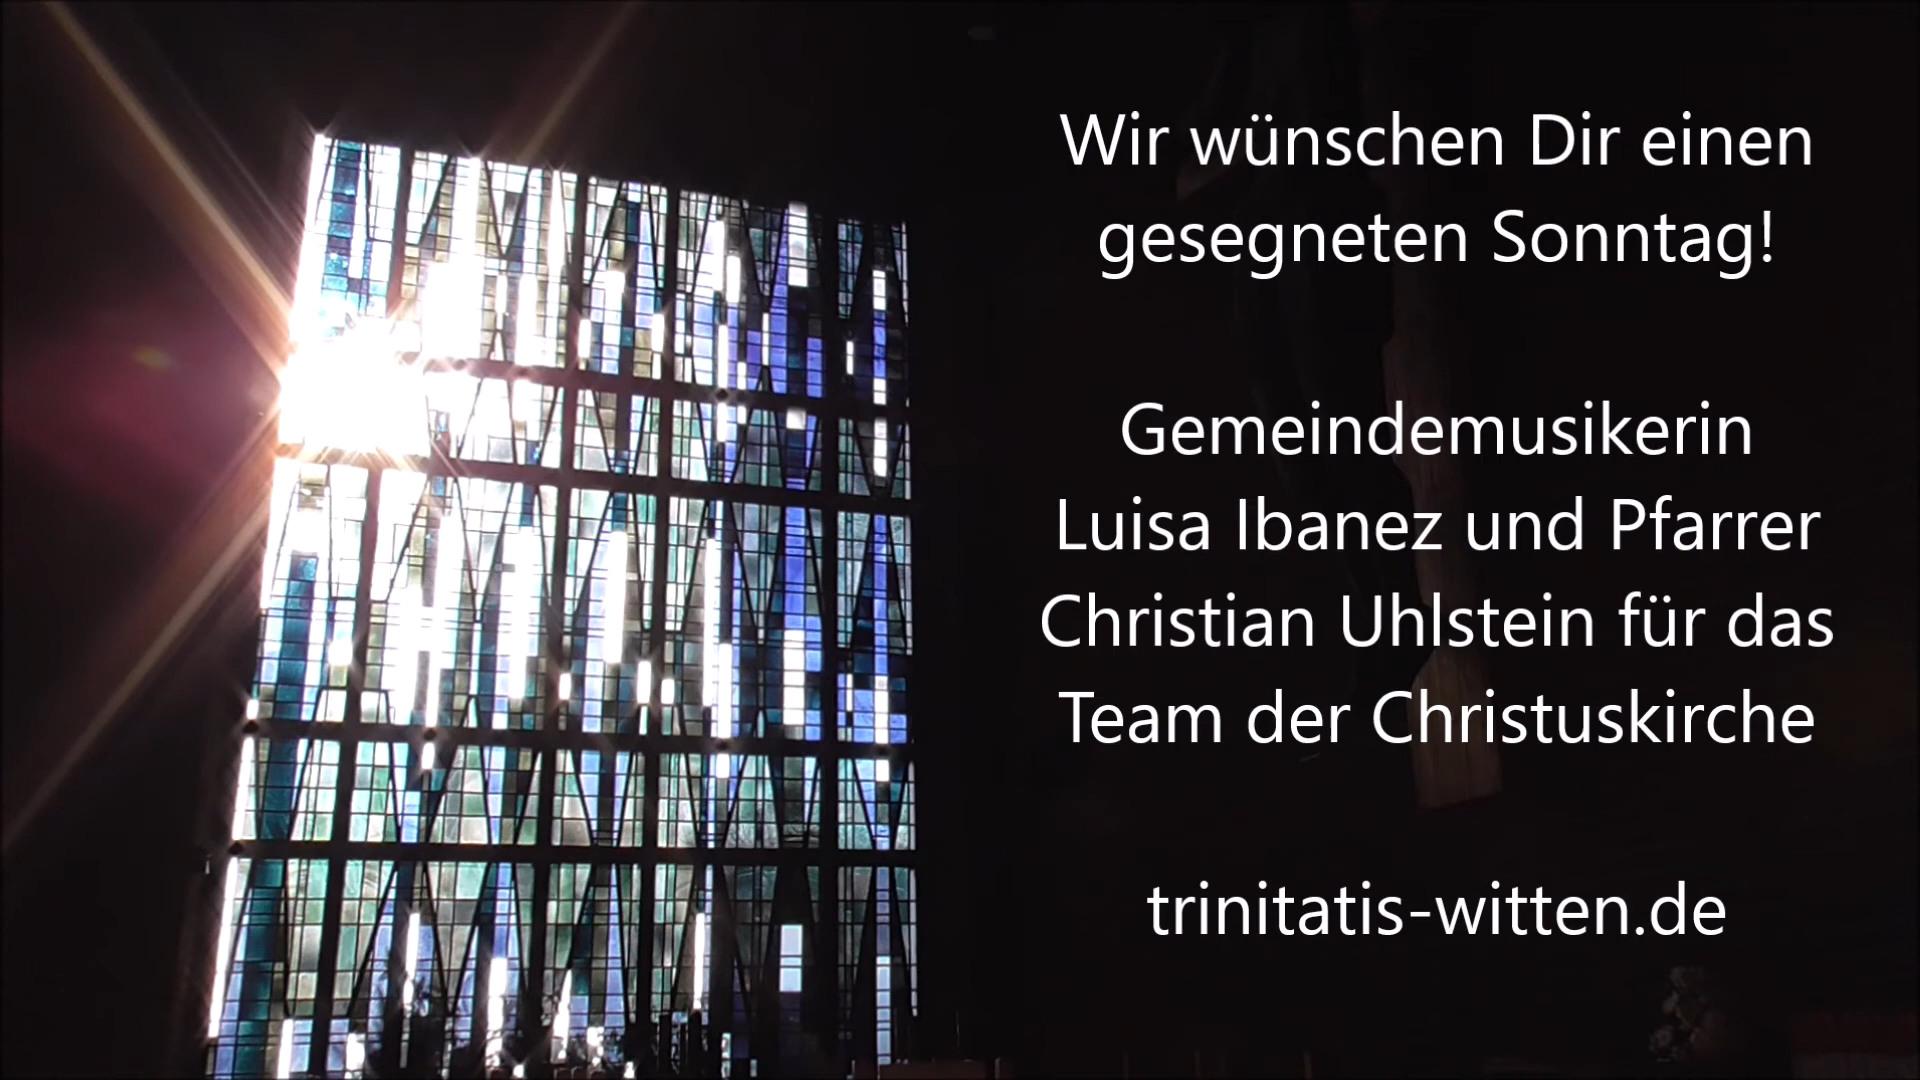 Wir wünschen Dir einen
gesegneten Sonntag!
Gemeindemusikerin
Luisa Ibanez und Pfarrer
Christian Uhlstein für das
Team der Christuskirche
trinitatis-witten.de